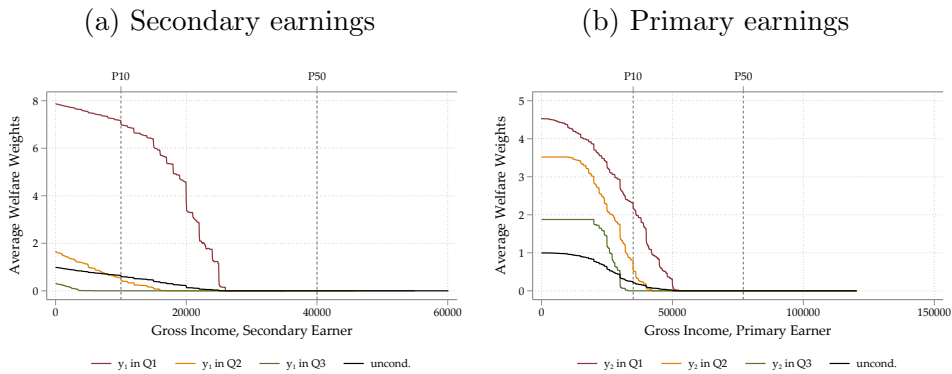 (a) Secondary earnings
P10 P50
Average Welfare Weights
8
6
4
2
0
0 20000 40000 60000
Gross Income, Secondary Earner
y₁ in Q1 y₁ in Q2 y₁ in Q3 uncond.
(b) Primary earnings
P10 P50
Average Welfare Weights
5
4
3
2
1
0
0 50000 100000 150000
Gross Income, Primary Earner
y₂ in Q1 y₂ in Q2 y₂ in Q3 uncond.